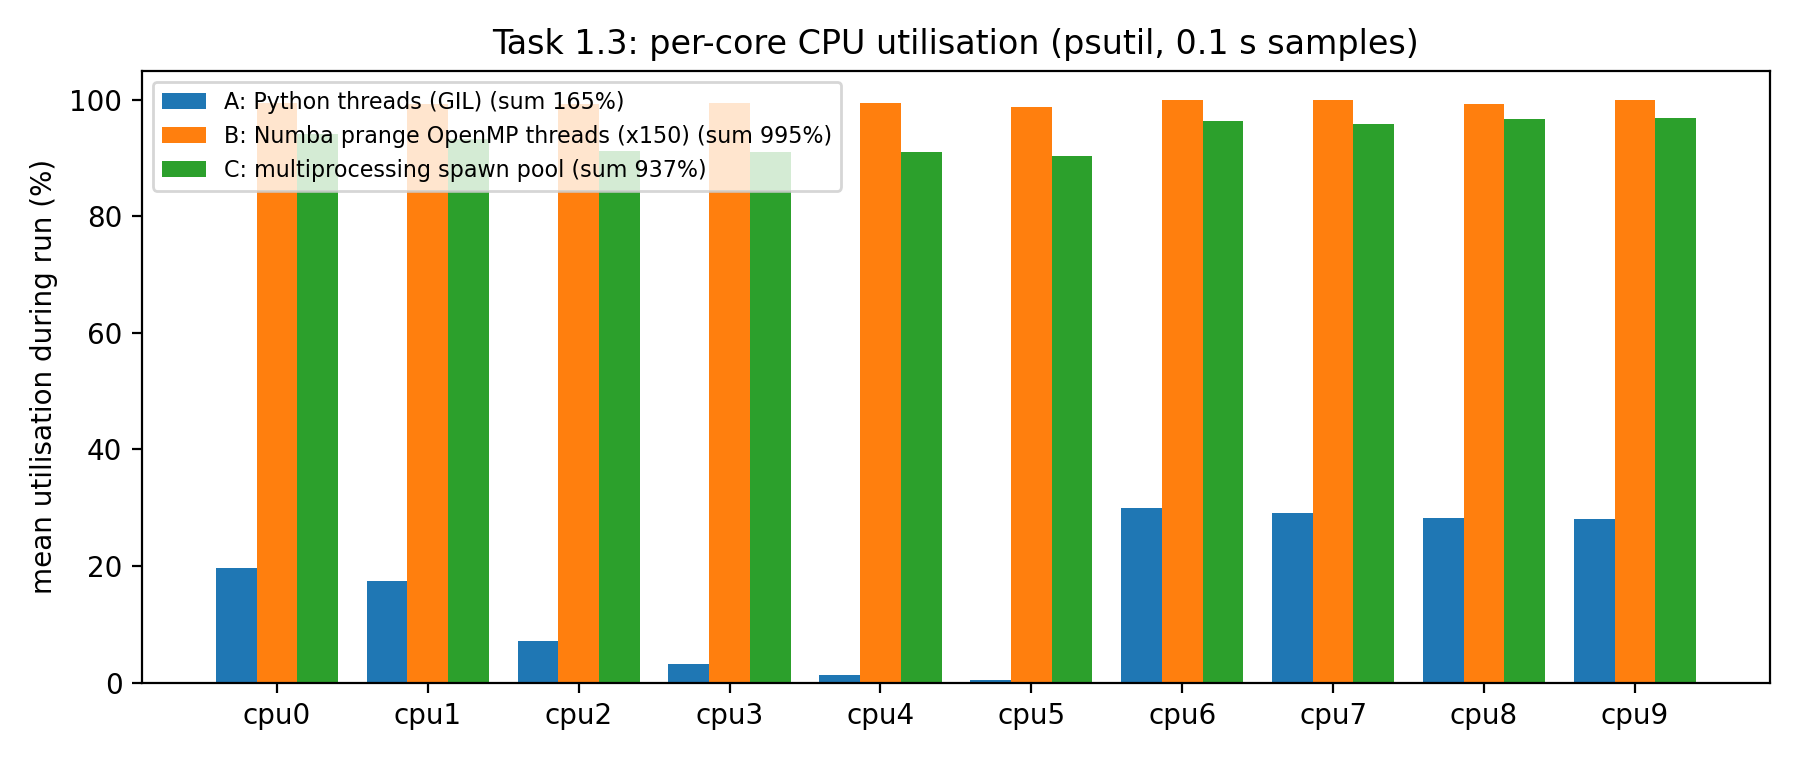 Task 1.3: per-core CPU utilisation (psutil, 0.1 s samples)
A: Python threads (GIL) (sum 165%)
B: Numba prange OpenMP threads (x150) (sum 995%)
C: multiprocessing spawn pool (sum 937%)
mean utilisation during run (%)
100
80
60
40
20
0
cpu0 cpu1 cpu2 cpu3 cpu4 cpu5 cpu6 cpu7 cpu8 cpu9